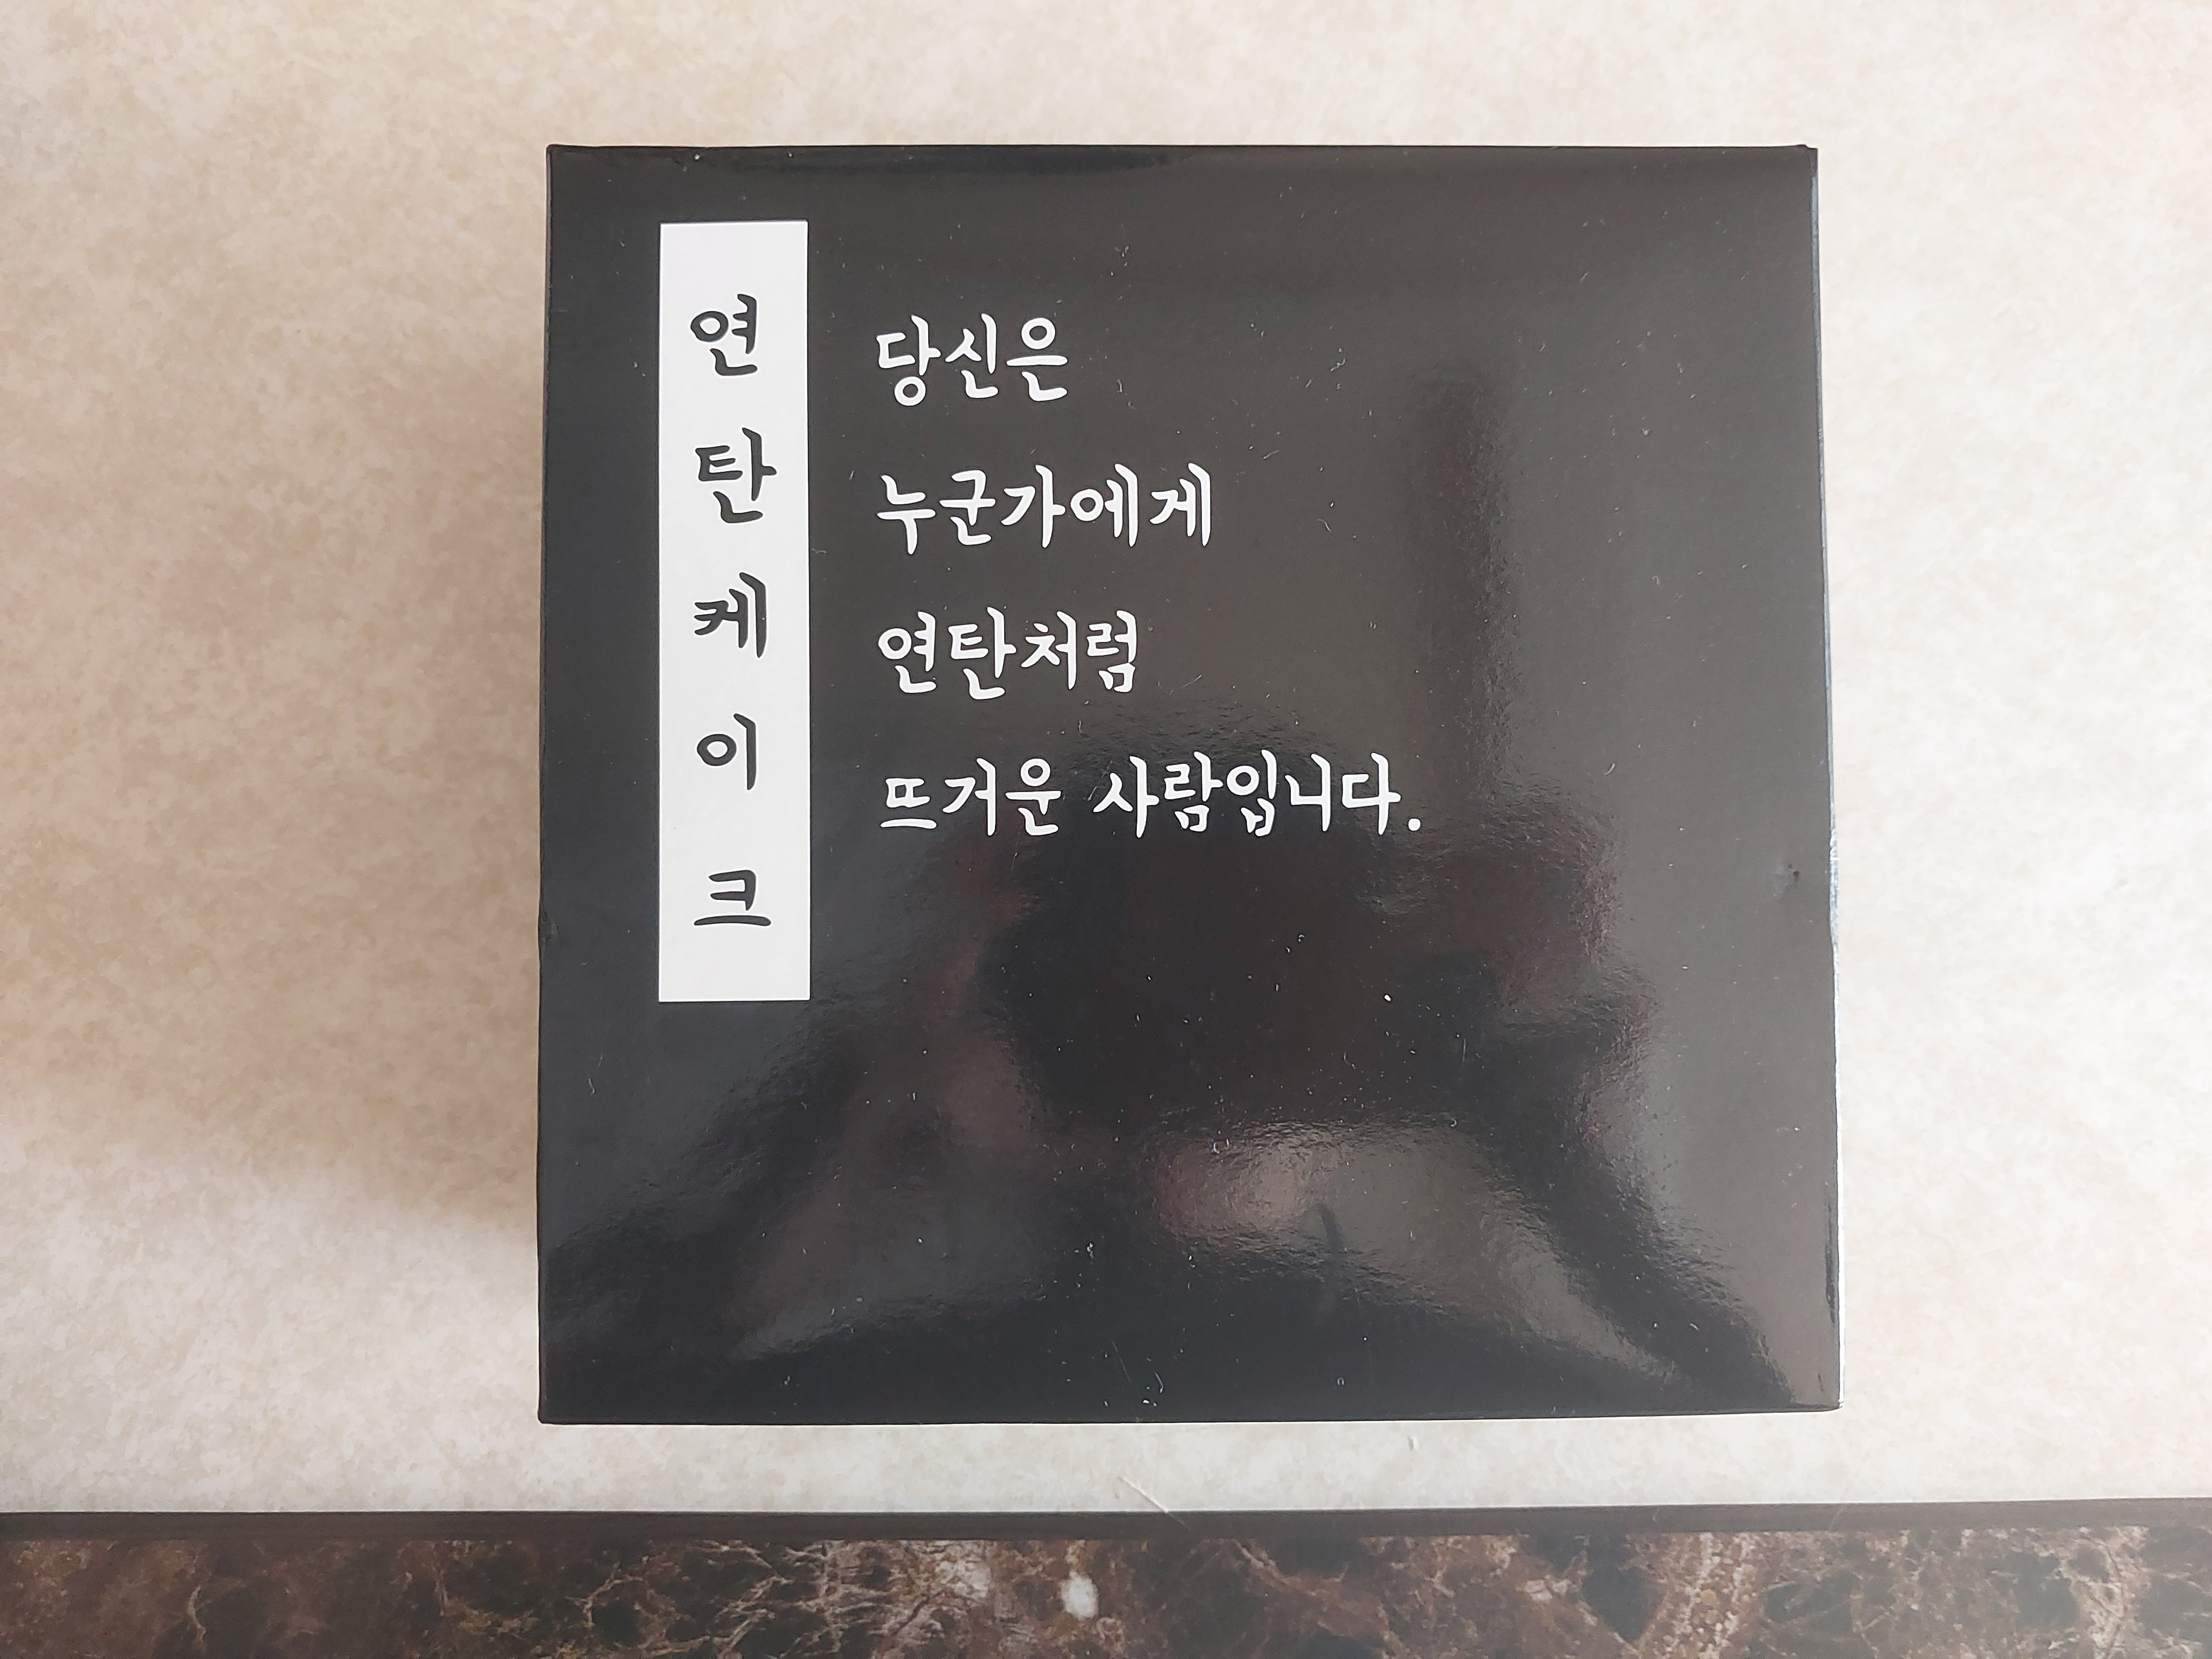 연탄케이크
당신은
누군가에게
연탄처럼
뜨거운 사람입니다.